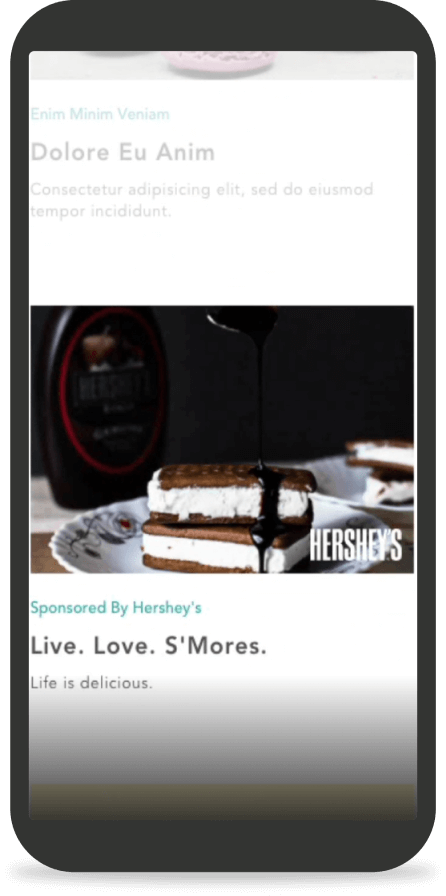 Enim Minim Veniam
Dolore Eu Anim
Consectetur adipisicing elit, sed do eiusmod
tempor incididunt.
HERSHEY'S
HERSHEY'S
Sponsored By Hershey's
Live. Love. S'Mores.
Life is delicious.